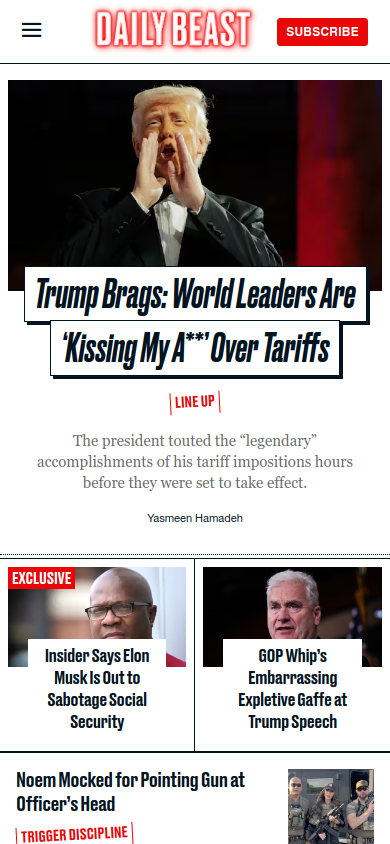 DAILY BEAST
SUBSCRIBE
Trump Brags: World Leaders Are
‘Kissing My A**’ Over Tariffs
LINE UP
The president touted the “legendary”
accomplishments of his tariff impositions hours
before they were set to take effect.
Yasmeen Hamadeh
EXCLUSIVE
Insider Says Elon
Musk Is Out to
Sabotage Social
Security
GOP Whip’s
Embarrassing
Expletive Gaffe at
Trump Speech
Noem Mocked for Pointing Gun at
Officer’s Head
TRIGGER DISCIPLINE